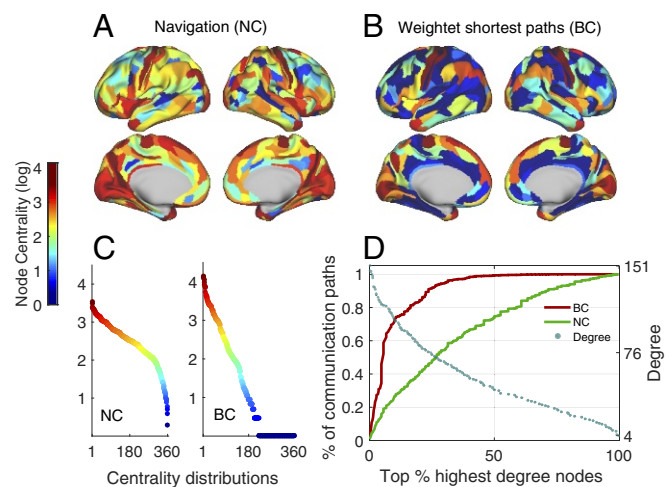 A
Navigation (NC)
B
Weightet shortest paths (BC)
Node Centrality (log)
4
3
2
1
0
C
4
3
2
1
NC
1 180 360
4
3
2
1
BC
1 180 360
Centrality distributions
D
% of communication paths
1
0.8
0.6
0.4
0.2
0
BC
NC
Degree
151
76
4
Degree
0 50 100
Top % highest degree nodes